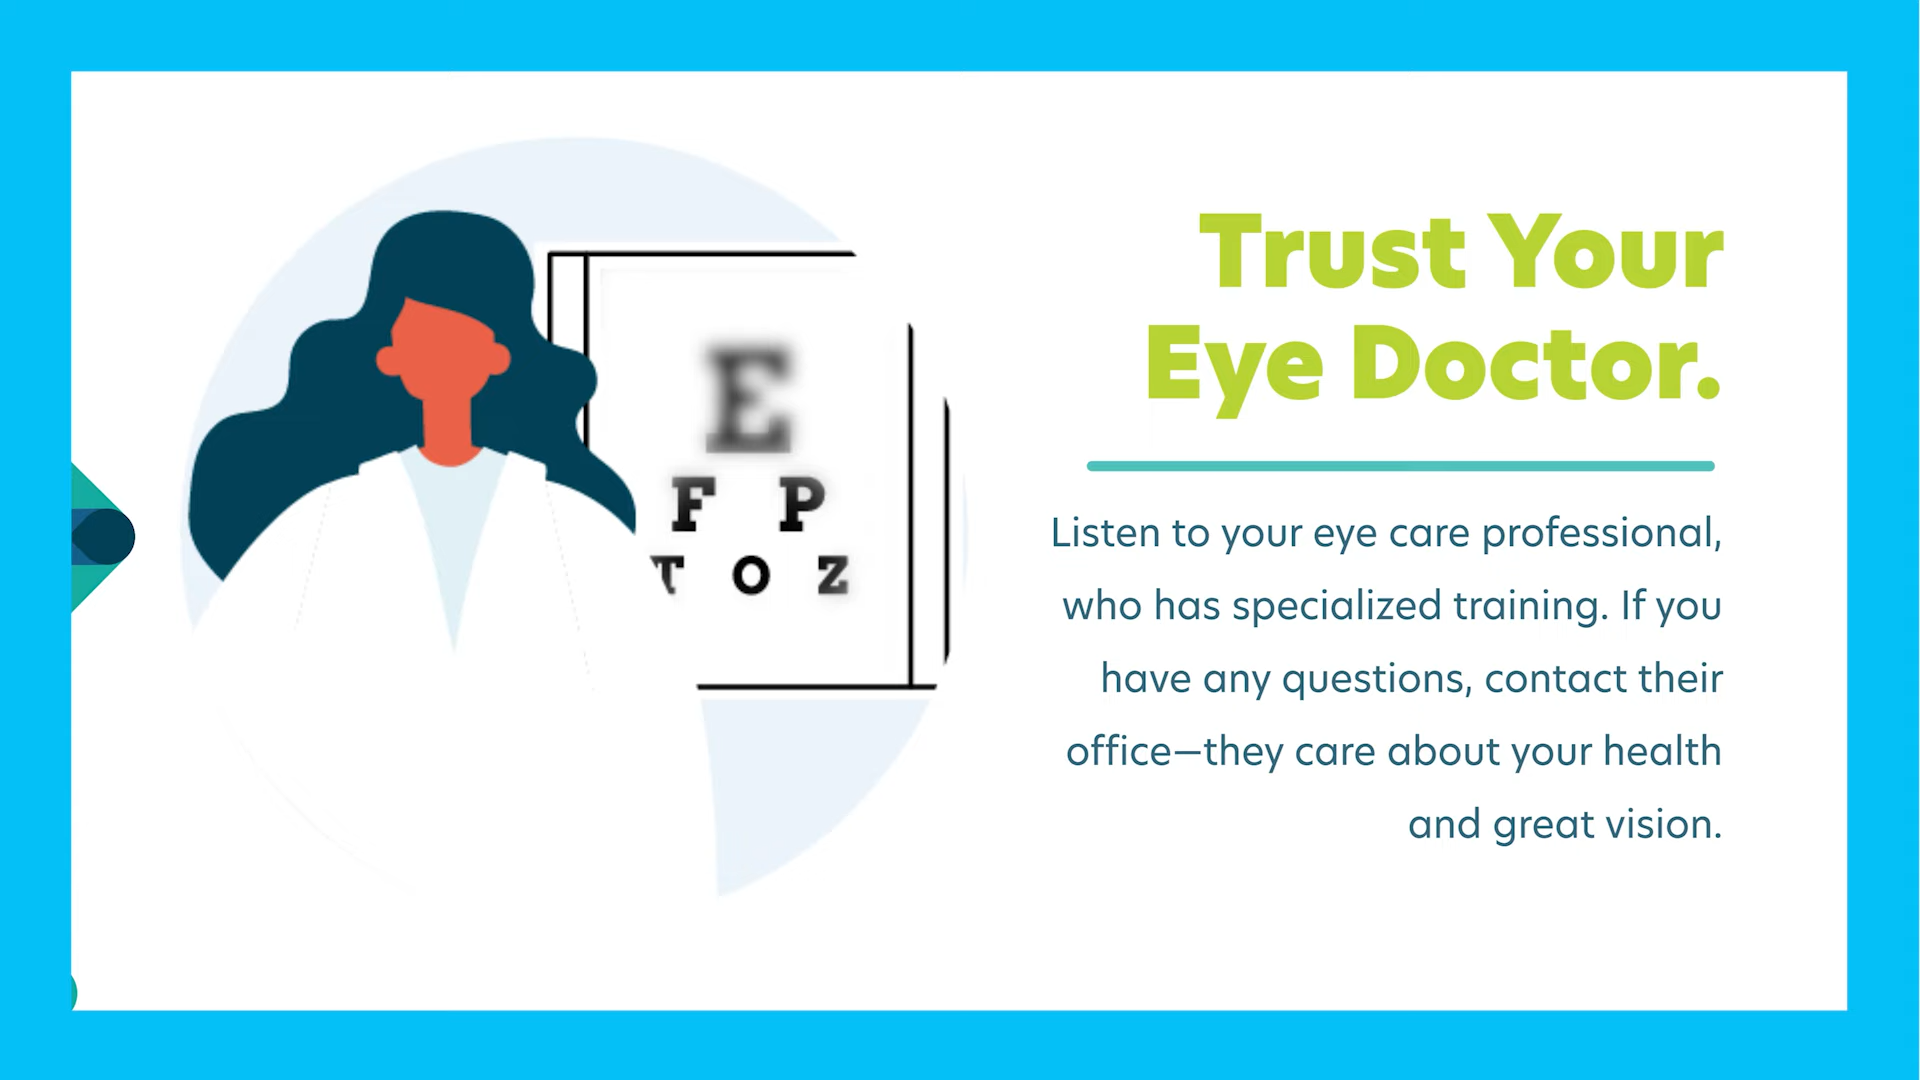 E
F P
T O Z
Trust Your
Eye Doctor.
Listen to your eye care professional,
who has specialized training. If you
have any questions, contact their
office—they care about your health
and great vision.